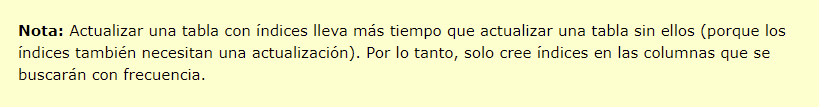 Nota: Actualizar una tabla con índices lleva más tiempo que actualizar una tabla sin ellos (porque los
índices también necesitan una actualización). Por lo tanto, solo cree índices en las columnas que se
buscarán con frecuencia.